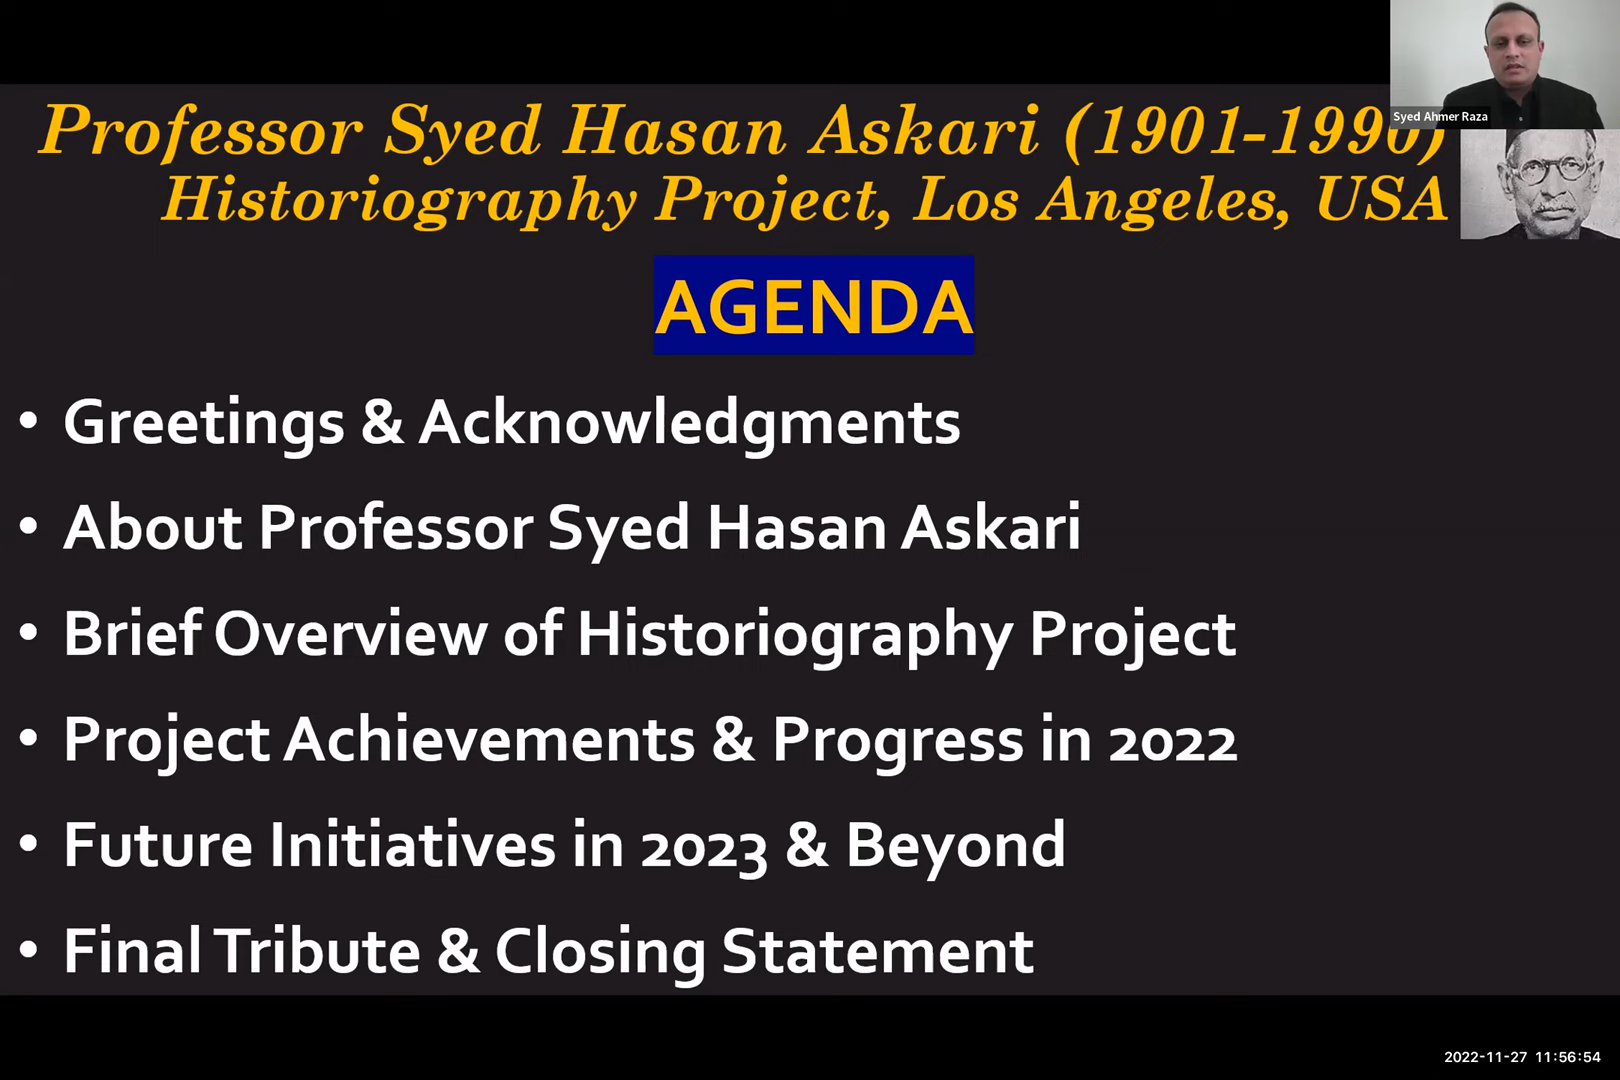 Professor Syed Hasan Askari (1901-1990)
Historiography Project, Los Angeles, USA
Syed Ahmer Raza
AGENDA
• Greetings & Acknowledgments
• About Professor Syed Hasan Askari
• Brief Overview of Historiography Project
• Project Achievements & Progress in 2022
• Future Initiatives in 2023 & Beyond
• Final Tribute & Closing Statement
2022-11-27 11:56:54